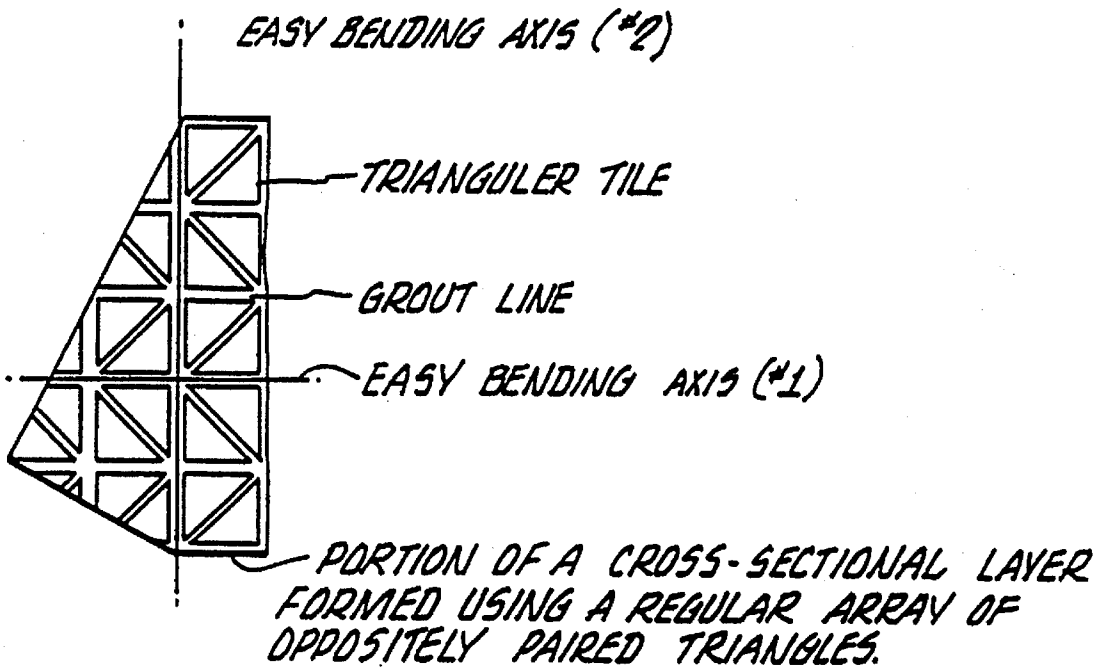 EASY BENDING AXIS (#2)
TRIANGULER TILE
GROUT LINE
EASY BENDING AXIS (#1)
PORTION OF A CROSS-SECTIONAL LAYER
FORMED USING A REGULAR ARRAY OF
OPPOSITELY PAIRED TRIANGLES.